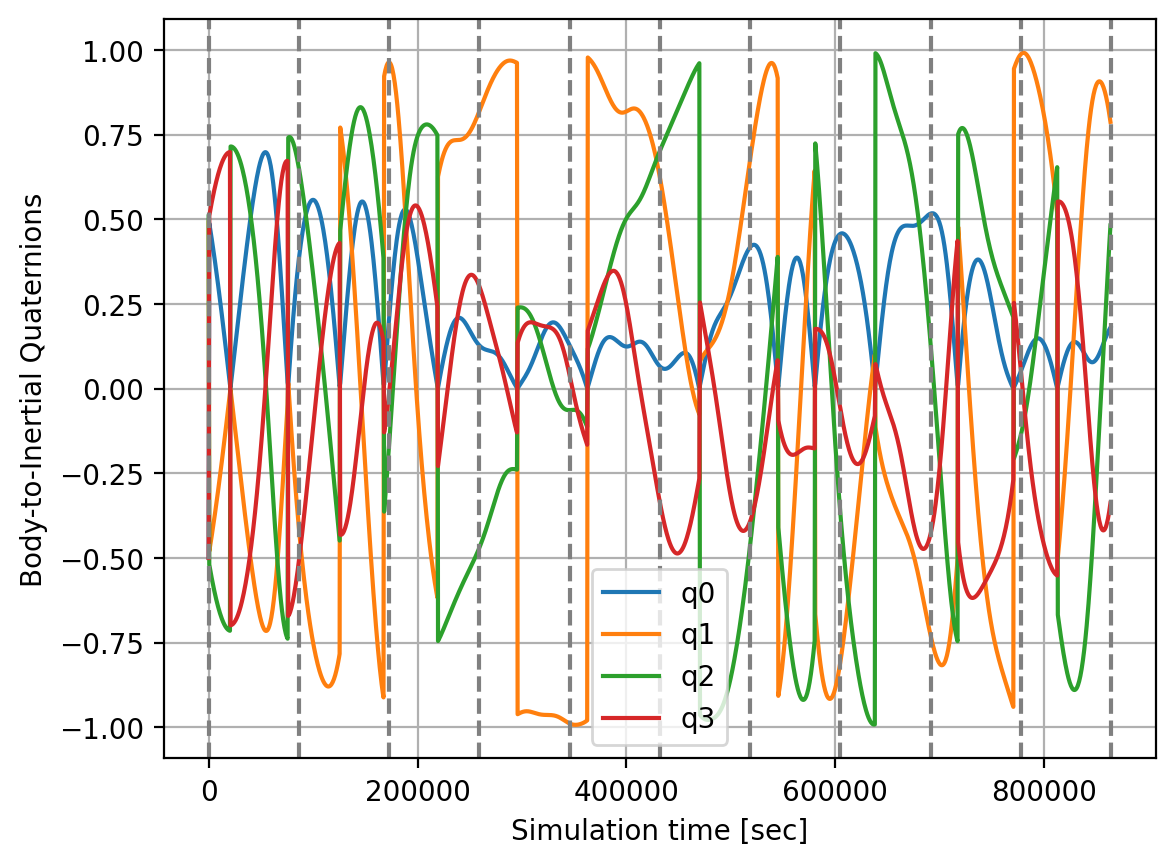 1.00
0.75
0.50
0.25
0.00
−0.25
−0.50
−0.75
−1.00
Body-to-Inertial Quaternions
q0
q1
q2
q3
0 200000 400000 600000 800000
Simulation time [sec]